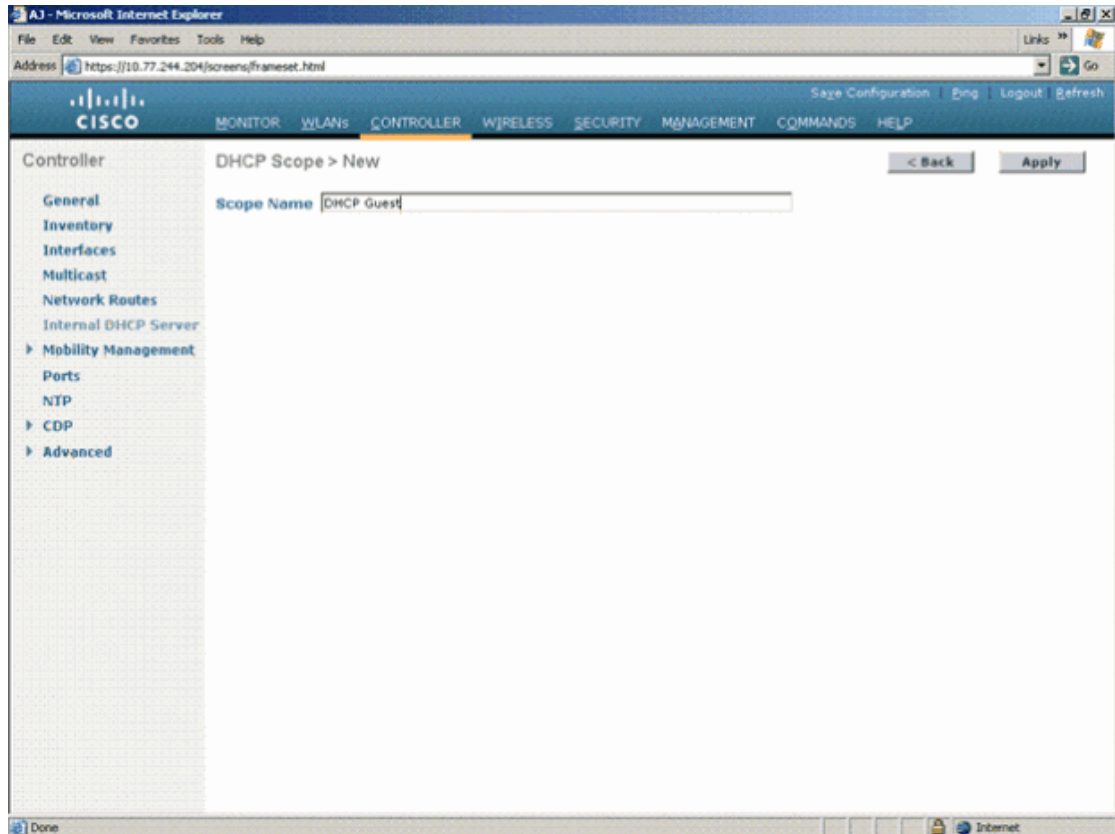 AJ - Microsoft Internet Explorer
File Edit View Favorites Tools Help
Links »
Address https://10.77.244.204/screens/frameset.html
Go
Save Configuration | Ping | Logout | Refresh
CISCO
MONITOR WLANs CONTROLLER WIRELESS SECURITY MANAGEMENT COMMANDS HELP
Controller
General
Inventory
Interfaces
Multicast
Network Routes
Internal DHCP Server
Mobility Management
Ports
NTP
CDP
Advanced
DHCP Scope > New
< Back
Apply
Scope Name DHCP Guest
Done
Internet